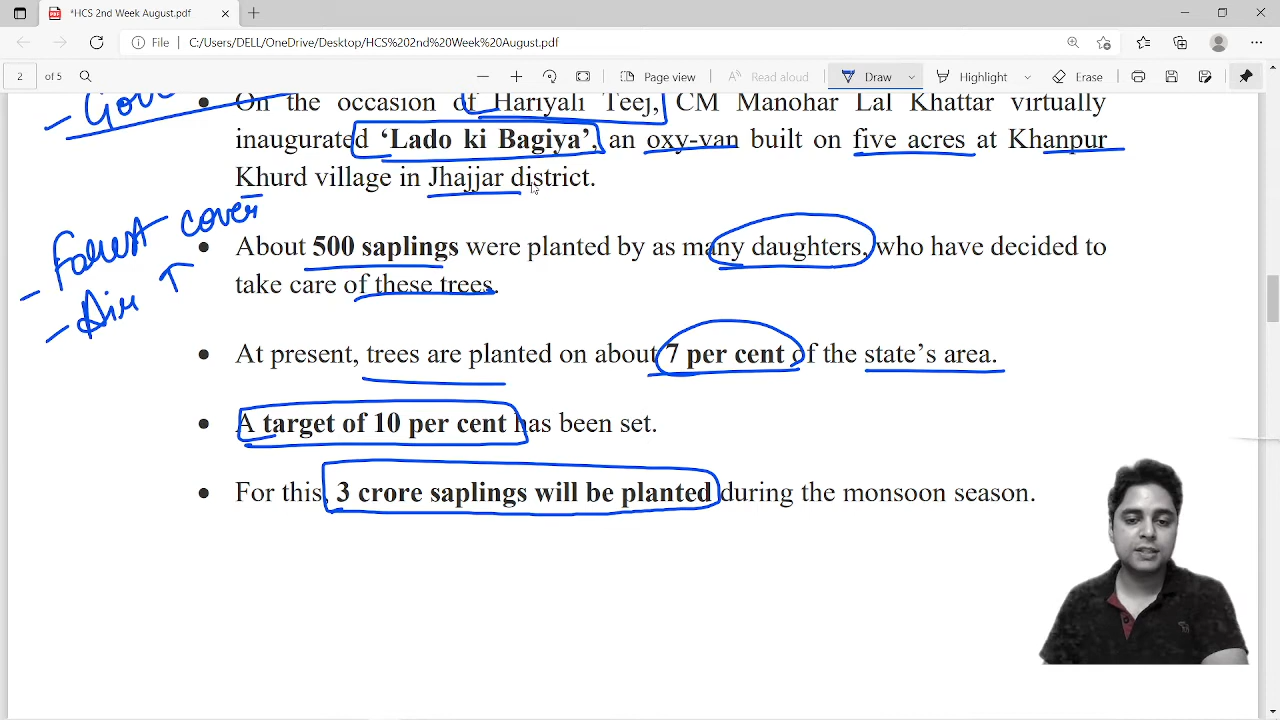 *HCS 2nd Week August.pdf
File C:/Users/DELL/OneDrive/Desktop/HCS%202nd%20Week%20August.pdf
2 of 5 Page view Read aloud Draw Highlight Erase
- Gov
• On the occasion of Hariyali Teej, CM Manohar Lal Khattar virtually
inaugurated ‘Lado ki Bagiya’, an oxy-van built on five acres at Khanpur
Khurd village in Jhajjar district.
- Forest cover
- Air ↑
• About 500 saplings were planted by as many daughters, who have decided to
take care of these trees.
• At present, trees are planted on about 7 per cent of the state’s area.
• A target of 10 per cent has been set.
• For this, 3 crore saplings will be planted during the monsoon season.